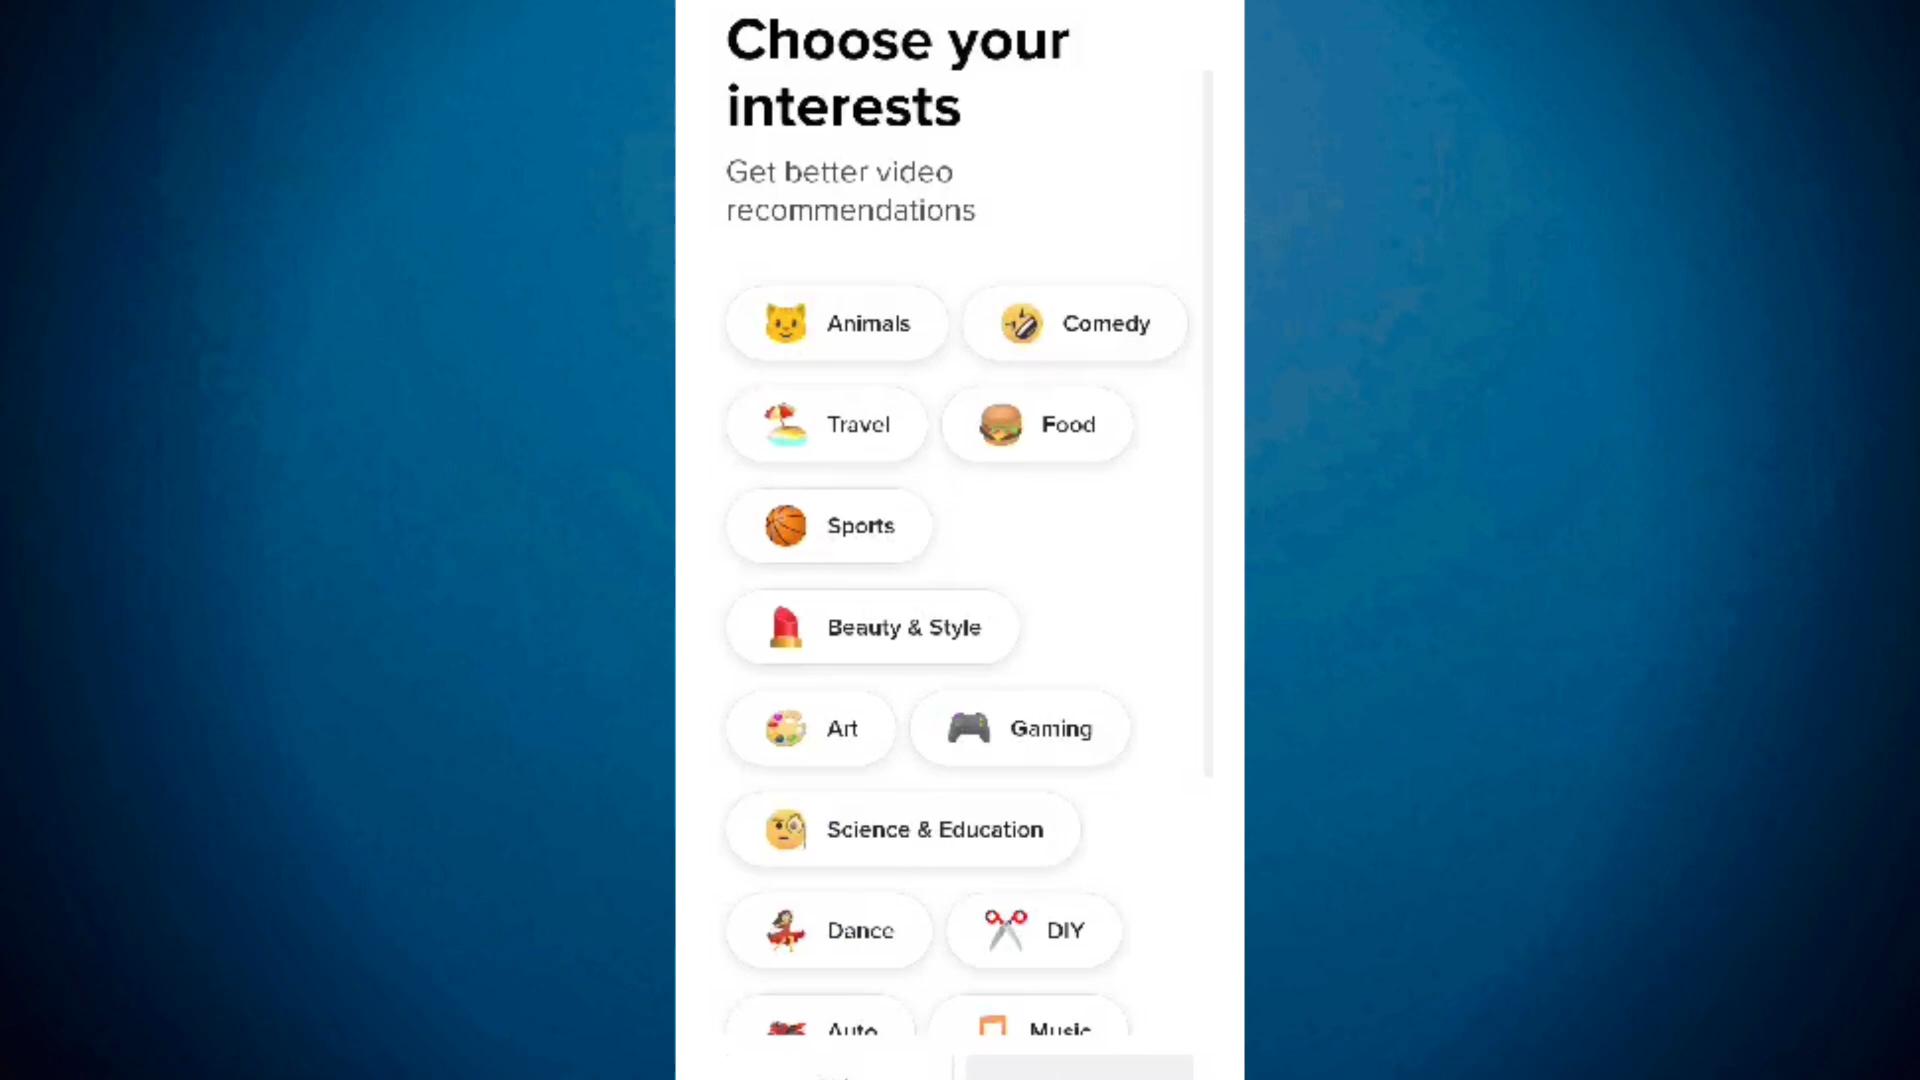 Choose your
interests
Get better video
recommendations
Animals
Comedy
Travel
Food
Sports
Beauty & Style
Art
Gaming
Science & Education
Dance
DIY
Auto
Music